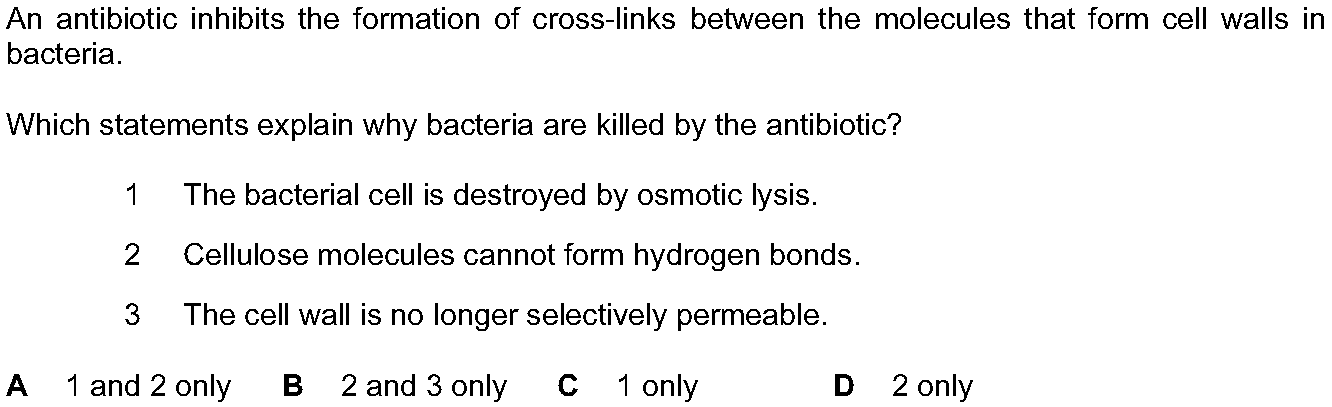 An antibiotic inhibits the formation of cross-links between the molecules that form cell walls in
bacteria.
Which statements explain why bacteria are killed by the antibiotic?
1 The bacterial cell is destroyed by osmotic lysis.
2 Cellulose molecules cannot form hydrogen bonds.
3 The cell wall is no longer selectively permeable.
A 1 and 2 only B 2 and 3 only C 1 only D 2 only